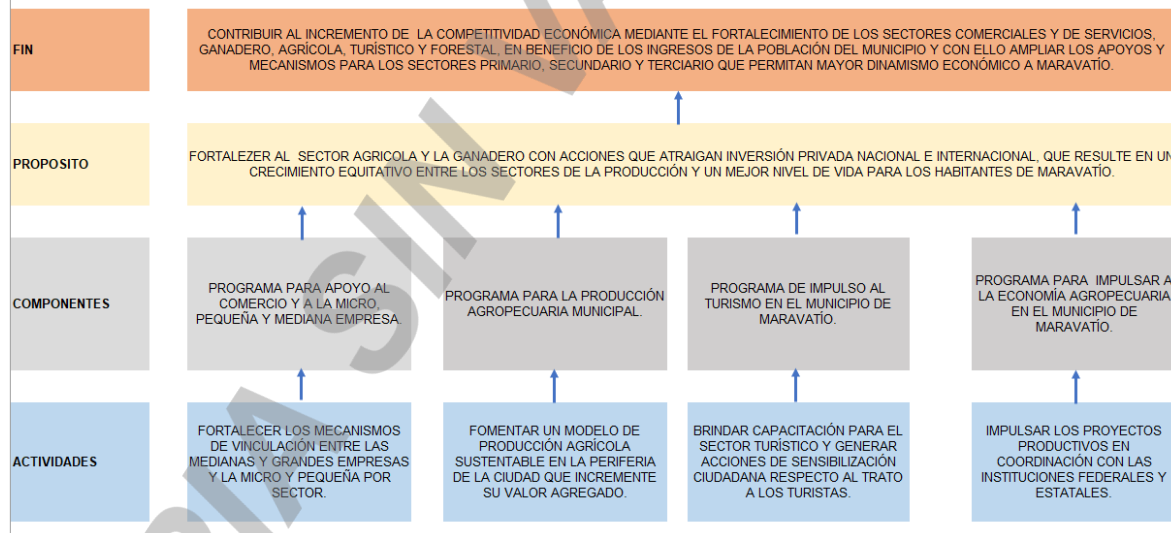 FIN
CONTRIBUIR AL INCREMENTO DE LA COMPETITIVIDAD ECONÓMICA MEDIANTE EL FORTALECIMIENTO DE LOS SECTORES COMERCIALES Y DE SERVICIOS,
GANADERO, AGRÍCOLA, TURÍSTICO Y FORESTAL, EN BENEFICIO DE LOS INGRESOS DE LA POBLACIÓN DEL MUNICIPIO Y CON ELLO AMPLIAR LOS APOYOS Y
MECANISMOS PARA LOS SECTORES PRIMARIO, SECUNDARIO Y TERCIARIO QUE PERMITAN MAYOR DINAMISMO ECONÓMICO A MARAVATÍO.
PROPOSITO
FORTALEZER AL SECTOR AGRICOLA Y LA GANADERO CON ACCIONES QUE ATRAIGAN INVERSIÓN PRIVADA NACIONAL E INTERNACIONAL, QUE RESULTE EN UN
CRECIMIENTO EQUITATIVO ENTRE LOS SECTORES DE LA PRODUCCIÓN Y UN MEJOR NIVEL DE VIDA PARA LOS HABITANTES DE MARAVATÍO.
COMPONENTES
PROGRAMA PARA APOYO AL
COMERCIO Y A LA MICRO,
PEQUEÑA Y MEDIANA EMPRESA.
PROGRAMA PARA LA PRODUCCIÓN
AGROPECUARIA MUNICIPAL.
PROGRAMA DE IMPULSO AL
TURISMO EN EL MUNICIPIO DE
MARAVATÍO.
PROGRAMA PARA IMPULSAR A
LA ECONOMÍA AGROPECUARIA
EN EL MUNICIPIO DE
MARAVATÍO.
ACTIVIDADES
FORTALECER LOS MECANISMOS
DE VINCULACIÓN ENTRE LAS
MEDIANAS Y GRANDES EMPRESAS
Y LA MICRO Y PEQUEÑA POR
SECTOR.
FOMENTAR UN MODELO DE
PRODUCCIÓN AGRÍCOLA
SUSTENTABLE EN LA PERIFERIA
DE LA CIUDAD QUE INCREMENTE
SU VALOR AGREGADO.
BRINDAR CAPACITACIÓN PARA EL
SECTOR TURÍSTICO Y GENERAR
ACCIONES DE SENSIBILIZACIÓN
CIUDADANA RESPECTO AL TRATO
A LOS TURISTAS.
IMPULSAR LOS PROYECTOS
PRODUCTIVOS EN
COORDINACIÓN CON LAS
INSTITUCIONES FEDERALES Y
ESTATALES.
SIN